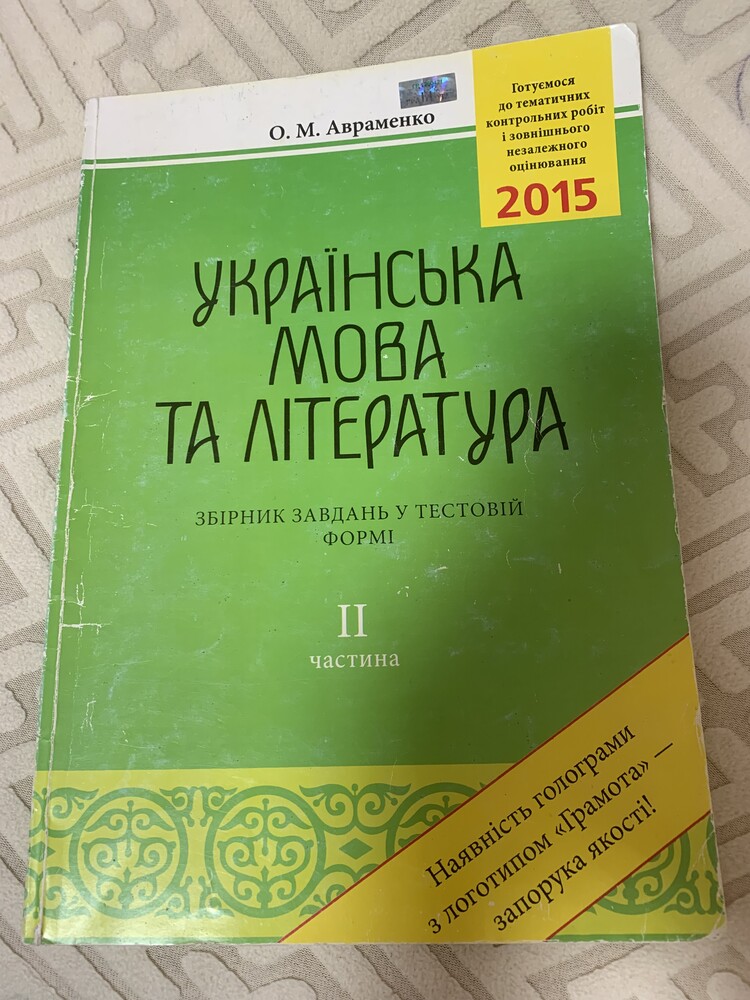 Готуємося
до тематичних
контрольних робіт
і зовнішнього
незалежного
оцінювання
2015
О. М. Авраменко
УКРАЇНСЬКА
МОВА
ТА ЛІТЕРАТУРА
ЗБІРНИК ЗАВДАНЬ У ТЕСТОВІЙ
ФОРМІ
II
частина
Наявність голограми
з логотипом «Грамота» —
запорука якості!